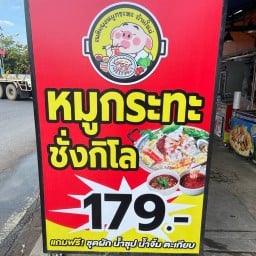 หมูกระทะ
ชั่งกิโล
179.-
แถมฟรี! ชุดผัก น้ำซุป น้ำจิ้ม ตะเกียบ